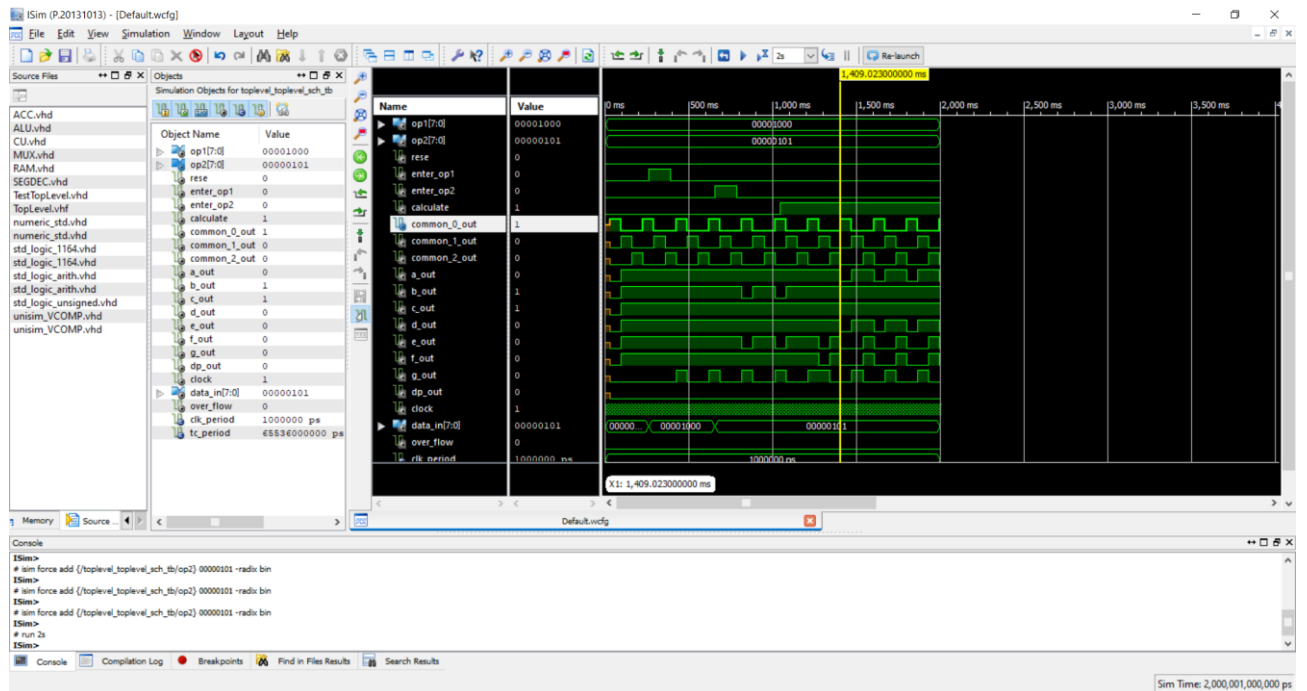 ISim (P.20131013) - [Default.wcfg]
File Edit View Simulation Window Layout Help
2s Re-launch
Source Files
ACC.vhd
ALU.vhd
CU.vhd
MUX.vhd
RAM.vhd
SEGDEC.vhd
TestTopLevel.vhd
TopLevel.vhf
numeric_std.vhd
numeric_std.vhd
std_logic_1164.vhd
std_logic_1164.vhd
std_logic_arith.vhd
std_logic_arith.vhd
std_logic_unsigned.vhd
unisim_VCOMP.vhd
unisim_VCOMP.vhd
Memory Source ...
Objects
Simulation Objects for toplevel_toplevel_sch_tb
Object Name Value
op1[7:0] 00001000
op2[7:0] 00000101
rese 0
enter_op1 0
enter_op2 0
calculate 1
common_0_out 1
common_1_out 0
common_2_out 0
a_out 0
b_out 1
c_out 1
d_out 0
e_out 0
f_out 0
g_out 0
dp_out 0
clock 1
data_in[7:0] 00000101
over_flow 0
clk_period 1000000 ps
tc_period 65536000000 ps
1,409.023000000 ms
Name Value 0 ms 500 ms 1,000 ms 1,500 ms 2,000 ms 2,500 ms 3,000 ms 3,500 ms 4
op1[7:0] 00001000 00001000
op2[7:0] 00000101 00000101
rese 0
enter_op1 0
enter_op2 0
calculate 1
common_0_out 1
common_1_out 0
common_2_out 0
a_out 0
b_out 1
c_out 1
d_out 0
e_out 0
f_out 0
g_out 0
dp_out 0
clock 1
data_in[7:0] 00000101 00000... 00001000 00000101
over_flow 0
clk_period 1000000 ps 1000000 ps
X1: 1,409.023000000 ms
Default.wcfg
Console
ISim>
# isim force add {/toplevel_toplevel_sch_tb/op2} 00000101 -radix bin
ISim>
# isim force add {/toplevel_toplevel_sch_tb/op2} 00000101 -radix bin
ISim>
# isim force add {/toplevel_toplevel_sch_tb/op2} 00000101 -radix bin
ISim>
# run 2s
ISim>
Console Compilation Log Breakpoints Find in Files Results Search Results
Sim Time: 2,000,001,000,000 ps